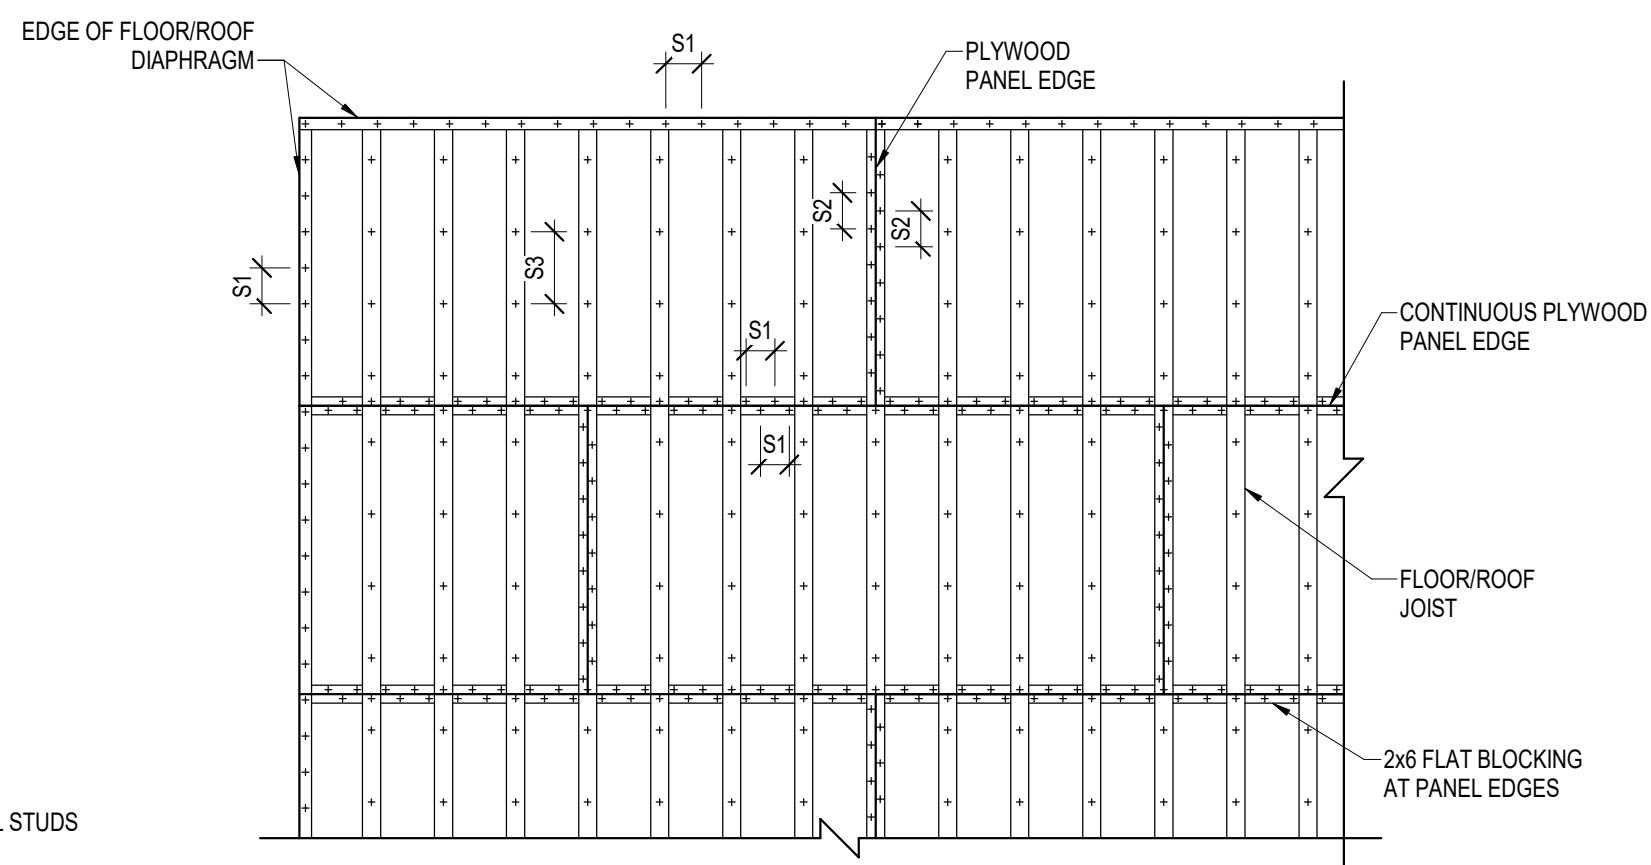 EDGE OF FLOOR/ROOF
DIAPHRAGM
S1
PLYWOOD
PANEL EDGE
S2
S2
S3
S1
S1
CONTINUOUS PLYWOOD
PANEL EDGE
S1
FLOOR/ROOF
JOIST
2x6 FLAT BLOCKING
AT PANEL EDGES
STUDS